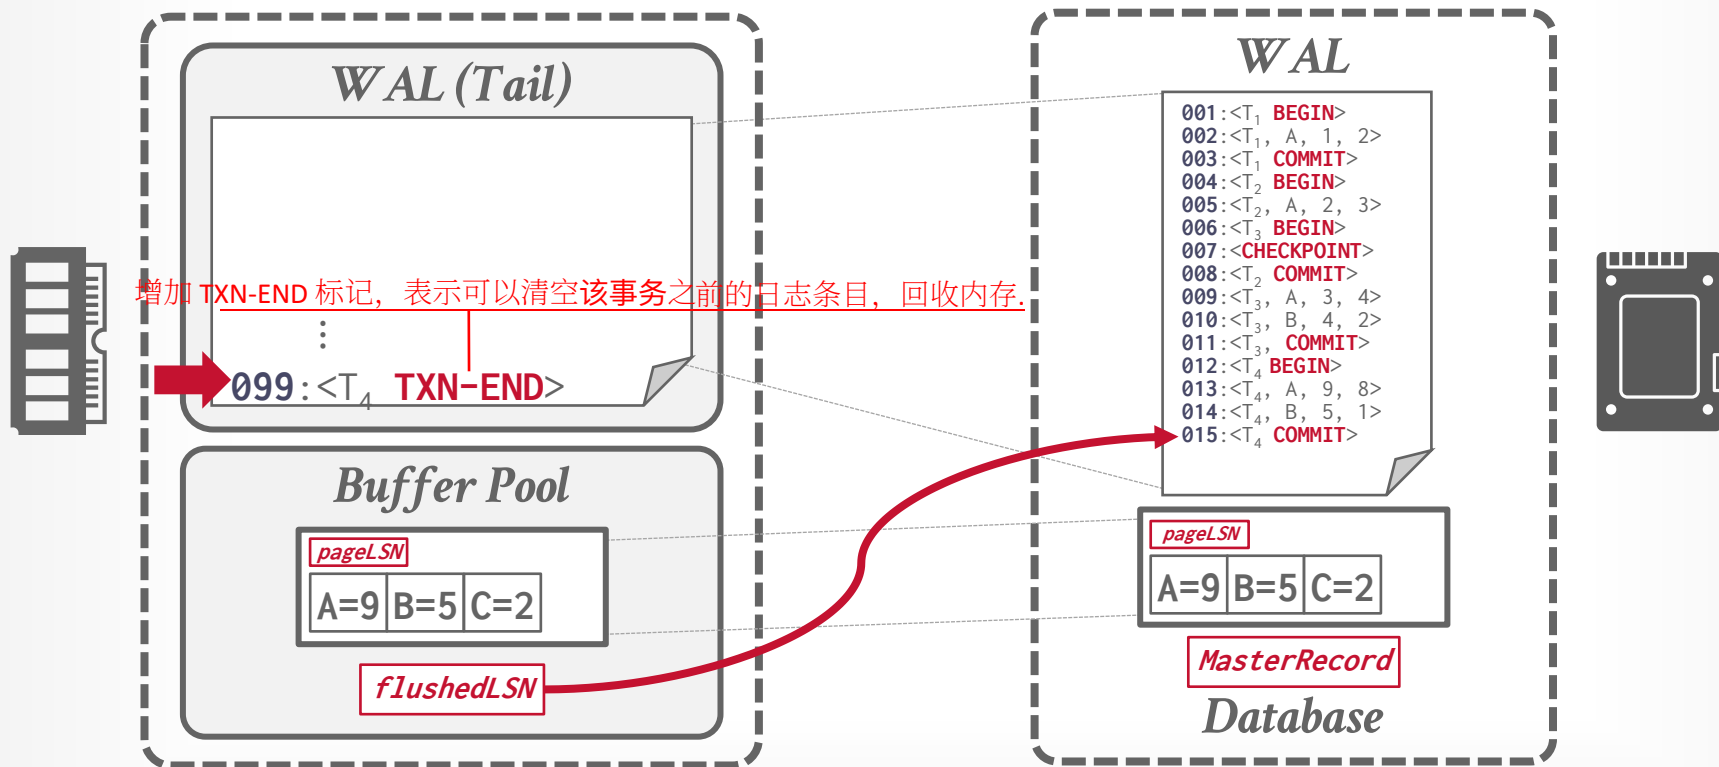 WAL (Tail)
增加 TXN-END 标记，表示可以清空该事务之前的日志条目，回收内存.
⋮
099:<T4 TXN-END>
Buffer Pool
pageLSN
A=9 B=5 C=2
flushedLSN
WAL
001:<T1 BEGIN>
002:<T1, A, 1, 2>
003:<T1 COMMIT>
004:<T2 BEGIN>
005:<T2, A, 2, 3>
006:<T3 BEGIN>
007:<CHECKPOINT>
008:<T2 COMMIT>
009:<T3, A, 3, 4>
010:<T3, B, 4, 2>
011:<T3, COMMIT>
012:<T4 BEGIN>
013:<T4, A, 9, 8>
014:<T4, B, 5, 1>
015:<T4 COMMIT>
pageLSN
A=9 B=5 C=2
MasterRecord
Database